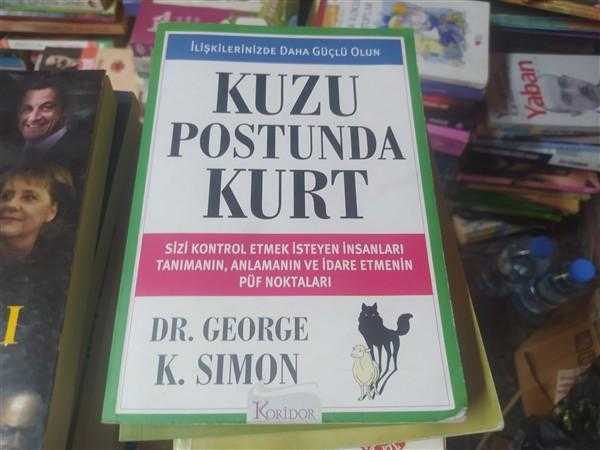 İLİŞKİLERİNİZDE DAHA GÜÇLÜ OLUN
KUZU
POSTUNDA
KURT
SİZİ KONTROL ETMEK İSTEYEN İNSANLARI
TANIMANIN, ANLAMANIN VE İDARE ETMENİN
PÜF NOKTALARI
DR. GEORGE
K. SIMON
KORİDOR
Yaban
I